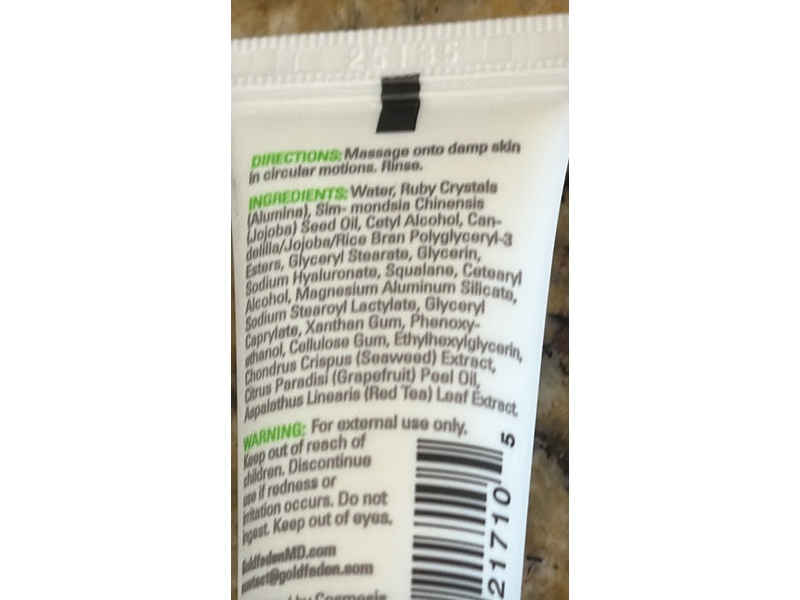 25135
DIRECTIONS: Massage onto damp skin
in circular motions. Rinse.
INGREDIENTS: Water, Ruby Crystals
(Alumina), Sim- mondsia Chinensis
(Jojoba) Seed Oil, Cetyl Alcohol, Can-
delilla/Jojoba/Rice Bran Polyglyceryl-3
Esters, Glyceryl Stearate, Glycerin,
Sodium Hyaluronate, Squalane, Cetearyl
Alcohol, Magnesium Aluminum Silicate,
Sodium Stearoyl Lactylate, Glyceryl
Caprylate, Xanthan Gum, Phenoxy-
ethanol, Cellulose Gum, Ethylhexylglycerin,
Chondrus Crispus (Seaweed) Extract,
Citrus Paradisi (Grapefruit) Peel Oil,
Aspalathus Linearis (Red Tea) Leaf Extract.
WARNING: For external use only.
Keep out of reach of
children. Discontinue
use if redness or
irritation occurs. Do not
ingest. Keep out of eyes.
GoldfadenMD.com
contact@goldfaden.com
by Cosmosis
21710 5